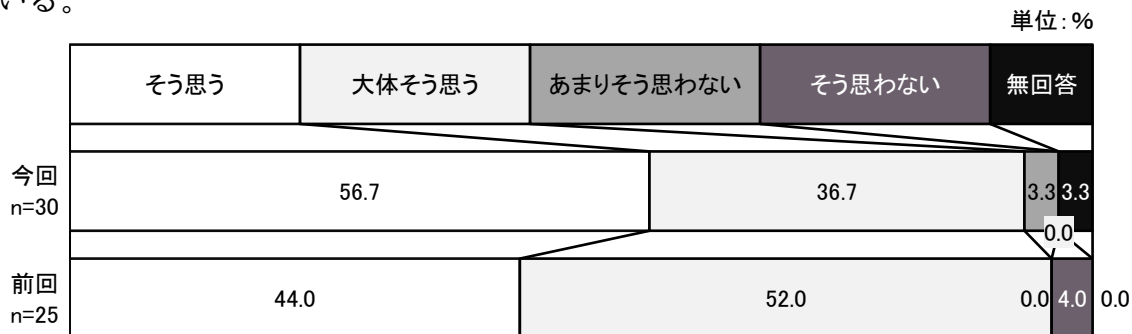 いる。
単位:%
そう思う 大体そう思う あまりそう思わない そう思わない 無回答
今回
n=30
56.7 36.7 3.3 3.3
0.0
前回
n=25
44.0 52.0 0.0 4.0 0.0